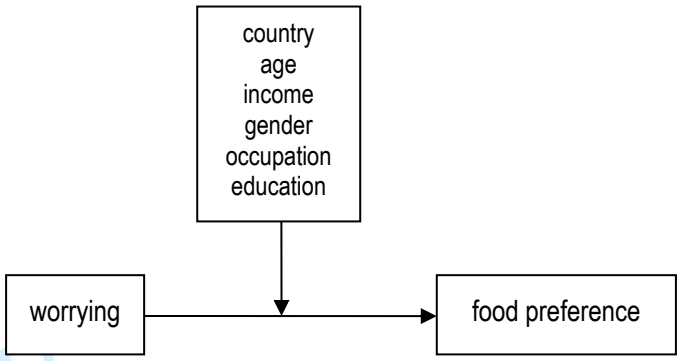 country
age
income
gender
occupation
education
worrying
food preference